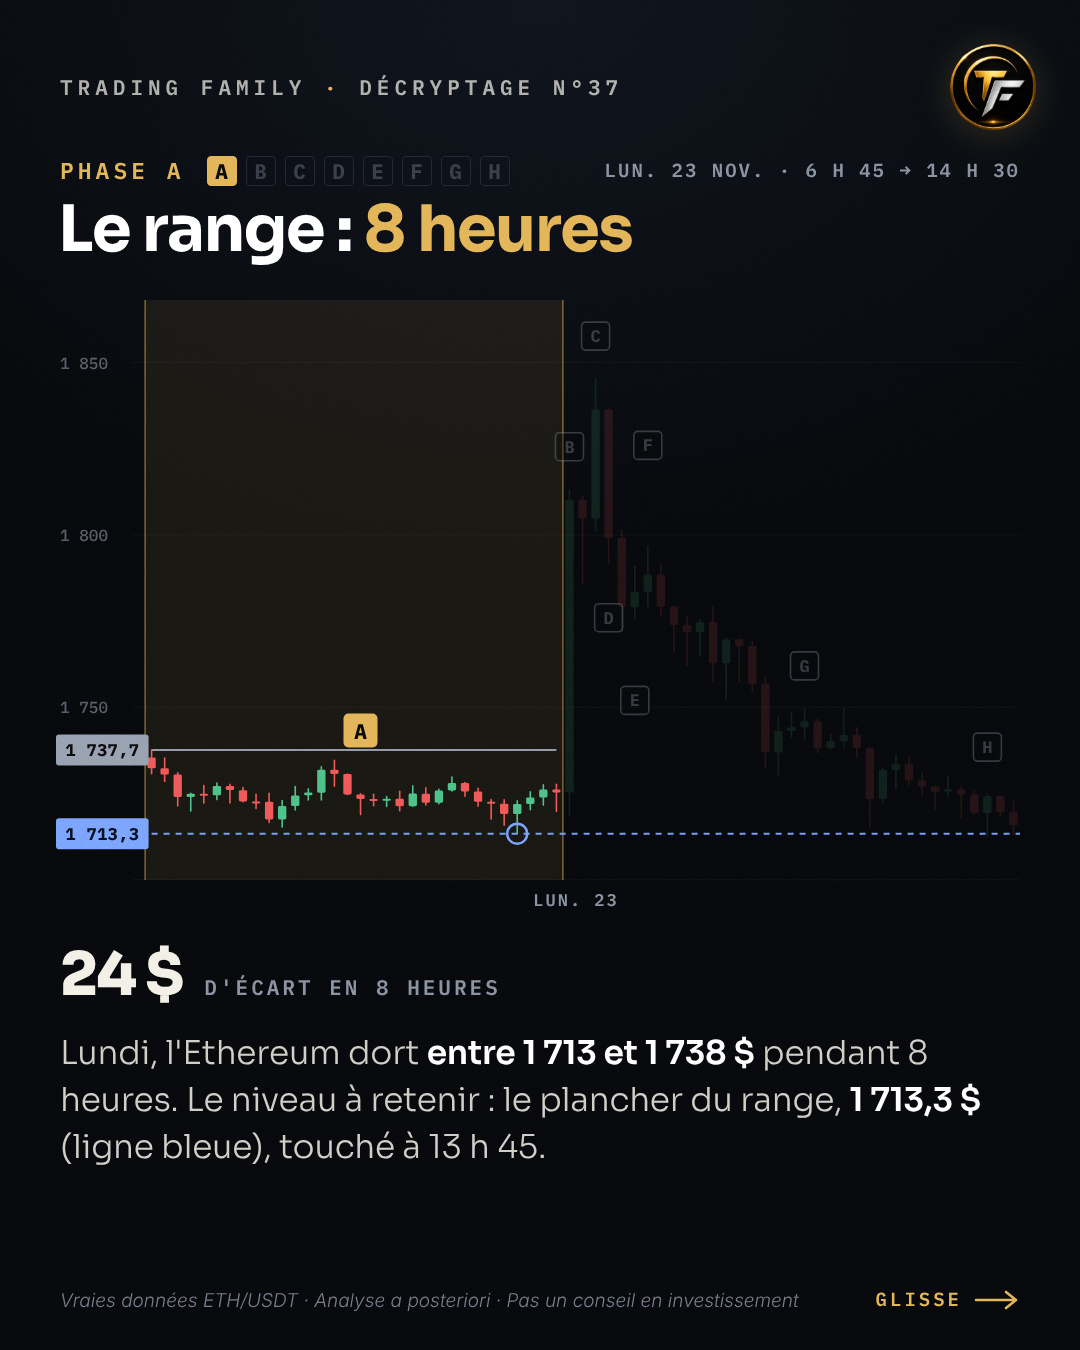 TRADING FAMILY · DÉCRYPTAGE N°37
TF
PHASE A A B C D E F G H
LUN. 23 NOV. · 6 H 45 → 14 H 30
Le range : 8 heures
C
1 850
B
F
1 800
D
G
E
1 750
A
H
1 737,7
1 713,3
LUN. 23
24 $ D'ÉCART EN 8 HEURES
Lundi, l'Ethereum dort entre 1 713 et 1 738 $ pendant 8
heures. Le niveau à retenir : le plancher du range, 1 713,3 $
(ligne bleue), touché à 13 h 45.
Vraies données ETH/USDT · Analyse a posteriori · Pas un conseil en investissement
GLISSE →